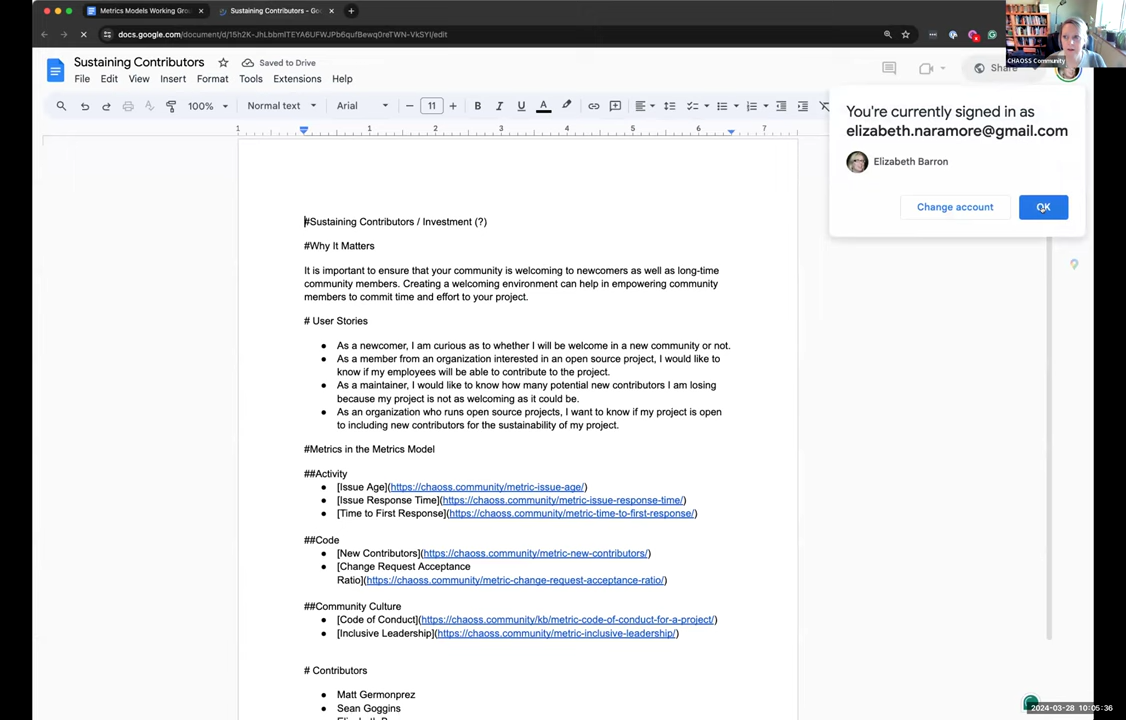 Metrics Models Working Gro
Sustaining Contributors - Go
docs.google.com/document/d/15h2K-JhLbbmlTEYA6UFWJPb6qufBewq0reTWN-VkSYI/edit
CHAOSS Community
Sustaining Contributors
Saved to Drive
Share
File Edit View Insert Format Tools Extensions Help
100% Normal text Arial 11 B I U A
1 1 2 3 4 5 6 7
You're currently signed in as
elizabeth.naramore@gmail.com
Elizabeth Barron
Change account
OK
#Sustaining Contributors / Investment (?)
#Why It Matters
It is important to ensure that your community is welcoming to newcomers as well as long-time
community members. Creating a welcoming environment can help in empowering community
members to commit time and effort to your project.
# User Stories
● As a newcomer, I am curious as to whether I will be welcome in a new community or not.
● As a member from an organization interested in an open source project, I would like to
know if my employees will be able to contribute to the project.
● As a maintainer, I would like to know how many potential new contributors I am losing
because my project is not as welcoming as it could be.
● As an organization who runs open source projects, I want to know if my project is open
to including new contributors for the sustainability of my project.
#Metrics in the Metrics Model
##Activity
● [Issue Age](https://chaoss.community/metric-issue-age/)
● [Issue Response Time](https://chaoss.community/metric-issue-response-time/)
● [Time to First Response](https://chaoss.community/metric-time-to-first-response/)
##Code
● [New Contributors](https://chaoss.community/metric-new-contributors/)
● [Change Request Acceptance
Ratio](https://chaoss.community/metric-change-request-acceptance-ratio/)
##Community Culture
● [Code of Conduct](https://chaoss.community/kb/metric-code-of-conduct-for-a-project/)
● [Inclusive Leadership](https://chaoss.community/metric-inclusive-leadership/)
# Contributors
● Matt Germonprez
● Sean Goggins
2024-03-28 10:05:36